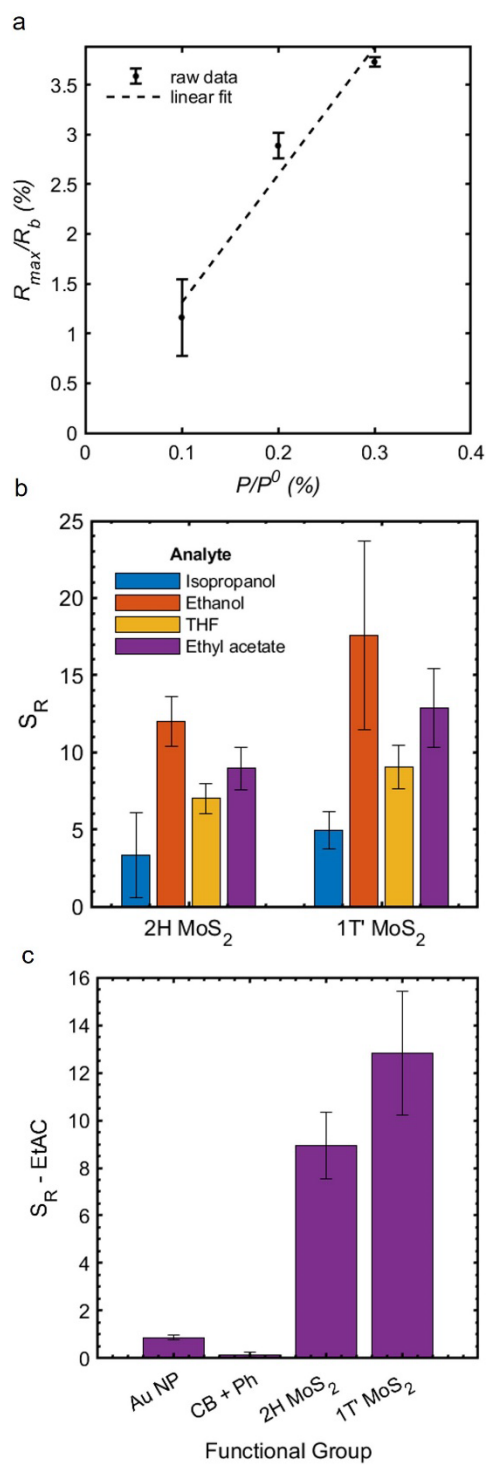 a
3.5
3
2.5
2
1.5
1
0.5
0
R_max/R_b (%)
raw data
linear fit
0 0.1 0.2 0.3 0.4
P/P^0 (%)
b
25
20
15
10
5
0
S_R
Analyte
Isopropanol
Ethanol
THF
Ethyl acetate
2H MoS_2 1T' MoS_2
c
16
14
12
10
8
6
4
2
0
S_R - EtAC
Au NP CB + Ph 2H MoS_2 1T' MoS_2
Functional Group